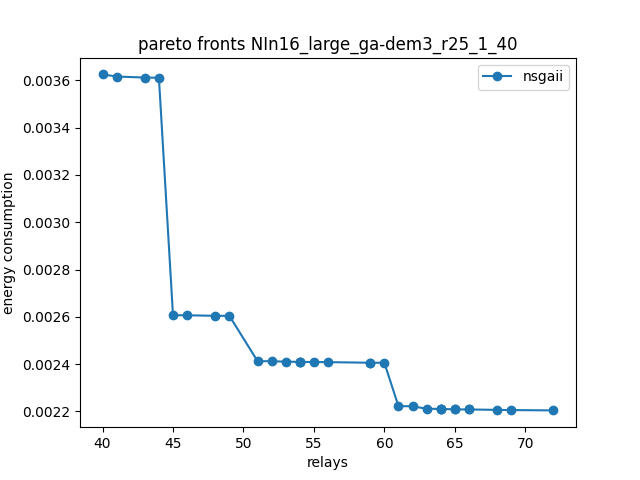 pareto fronts NIn16_large_ga-dem3_r25_1_40
nsgaii
0.0036
0.0034
0.0032
0.0030
0.0028
0.0026
0.0024
0.0022
energy consumption
40 45 50 55 60 65 70
relays